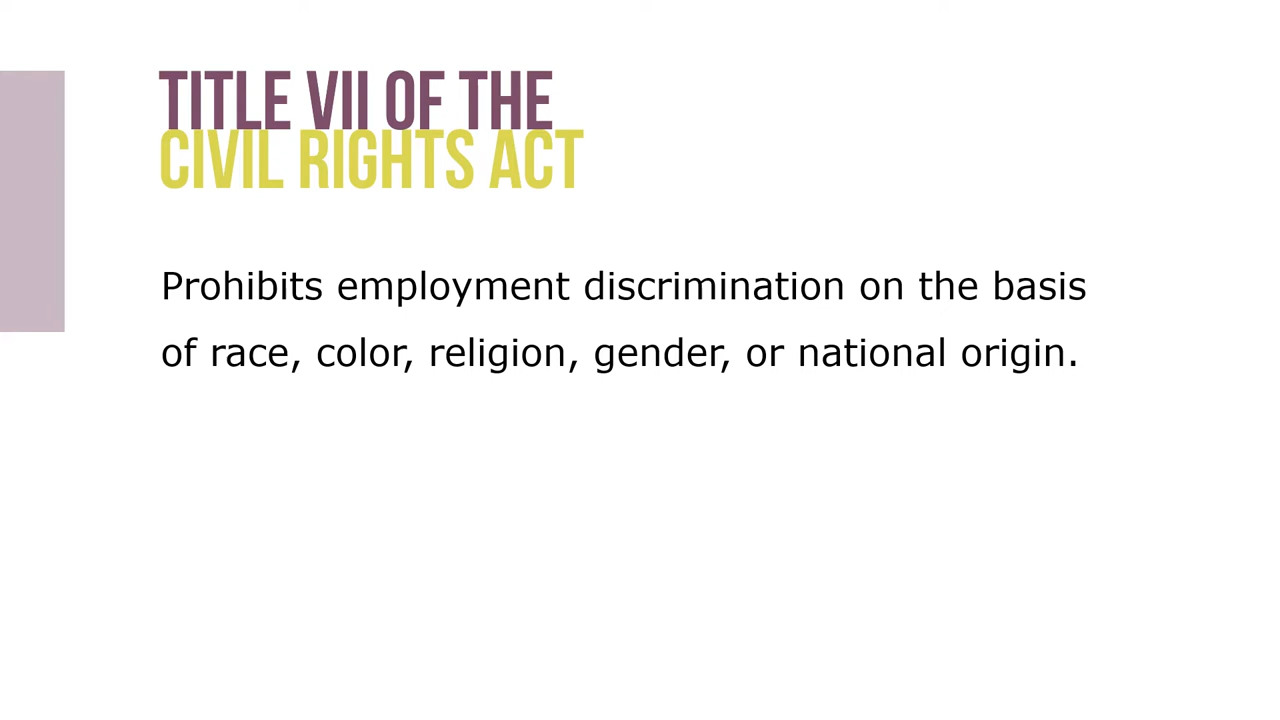 TITLE VII OF THE
CIVIL RIGHTS ACT
Prohibits employment discrimination on the basis
of race, color, religion, gender, or national origin.